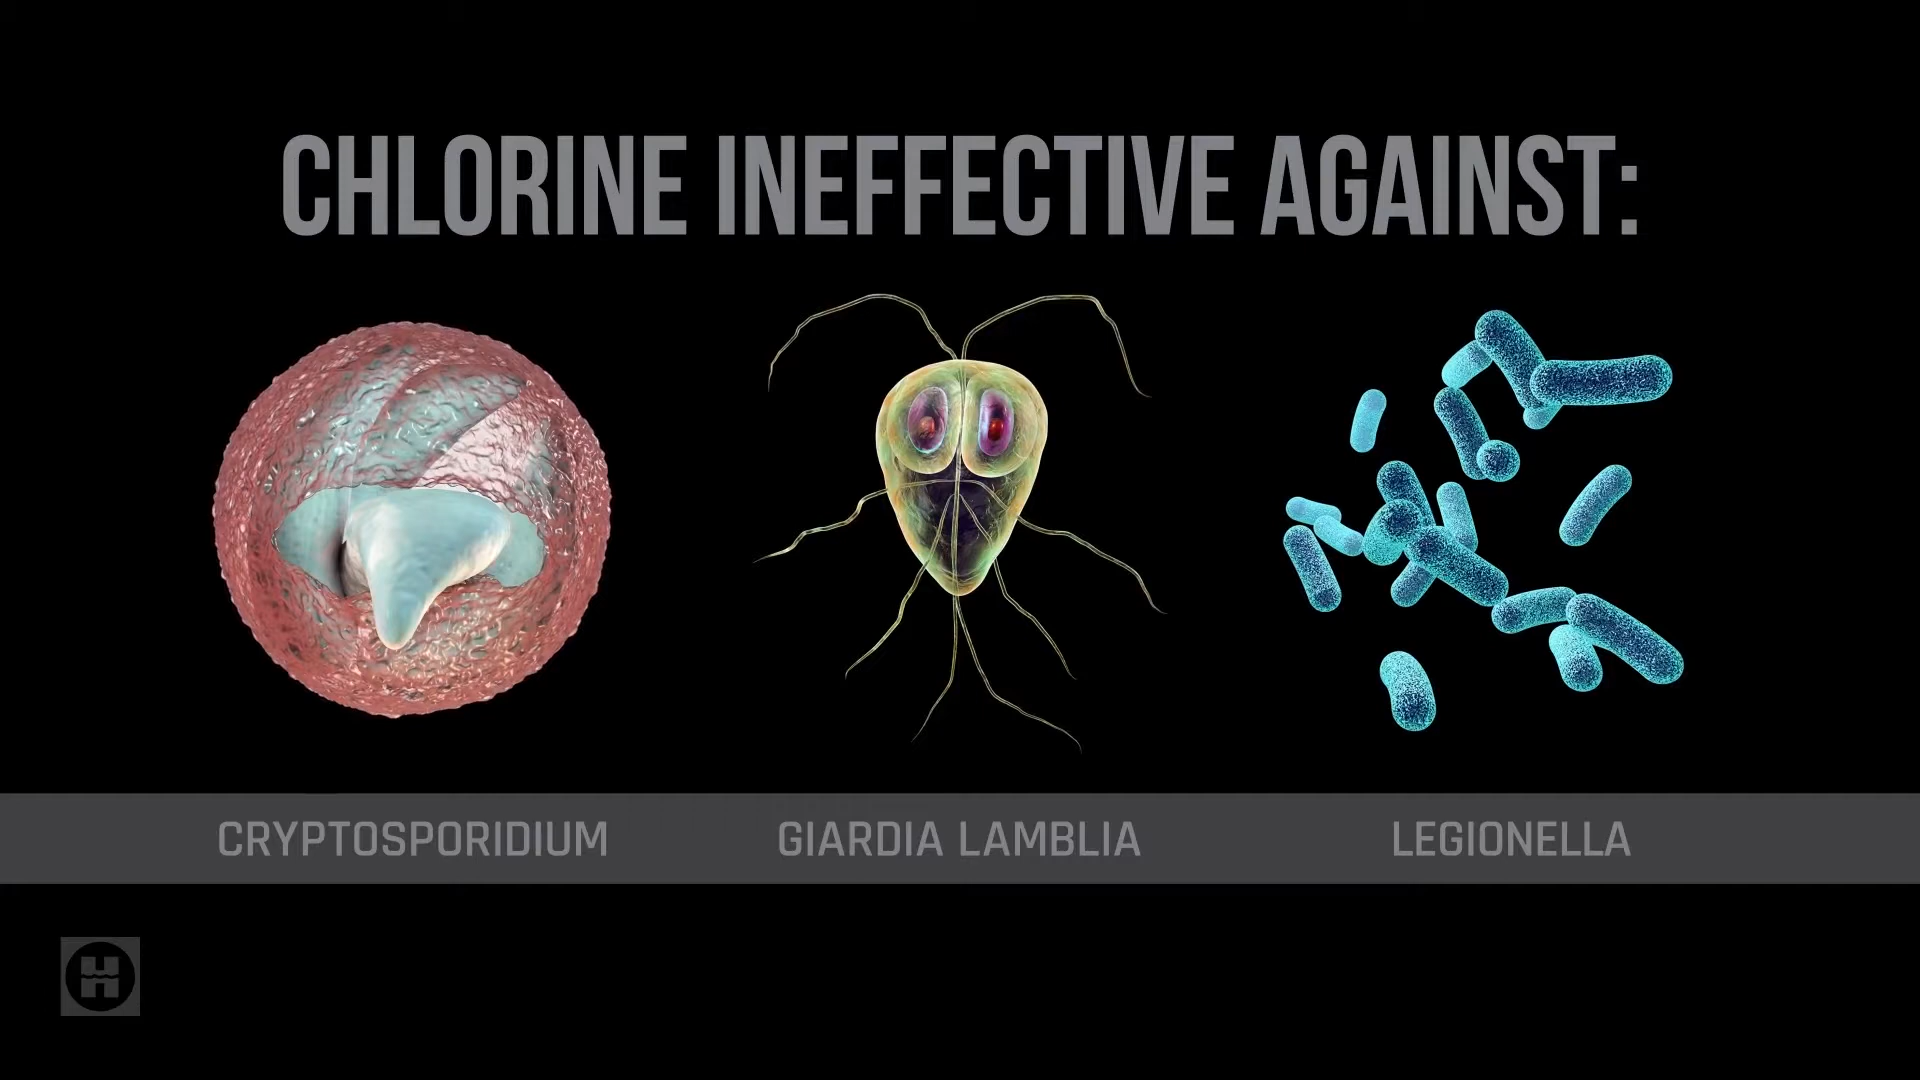 CHLORINE INEFFECTIVE AGAINST:
CRYPTOSPORIDIUM GIARDIA LAMBLIA LEGIONELLA
H